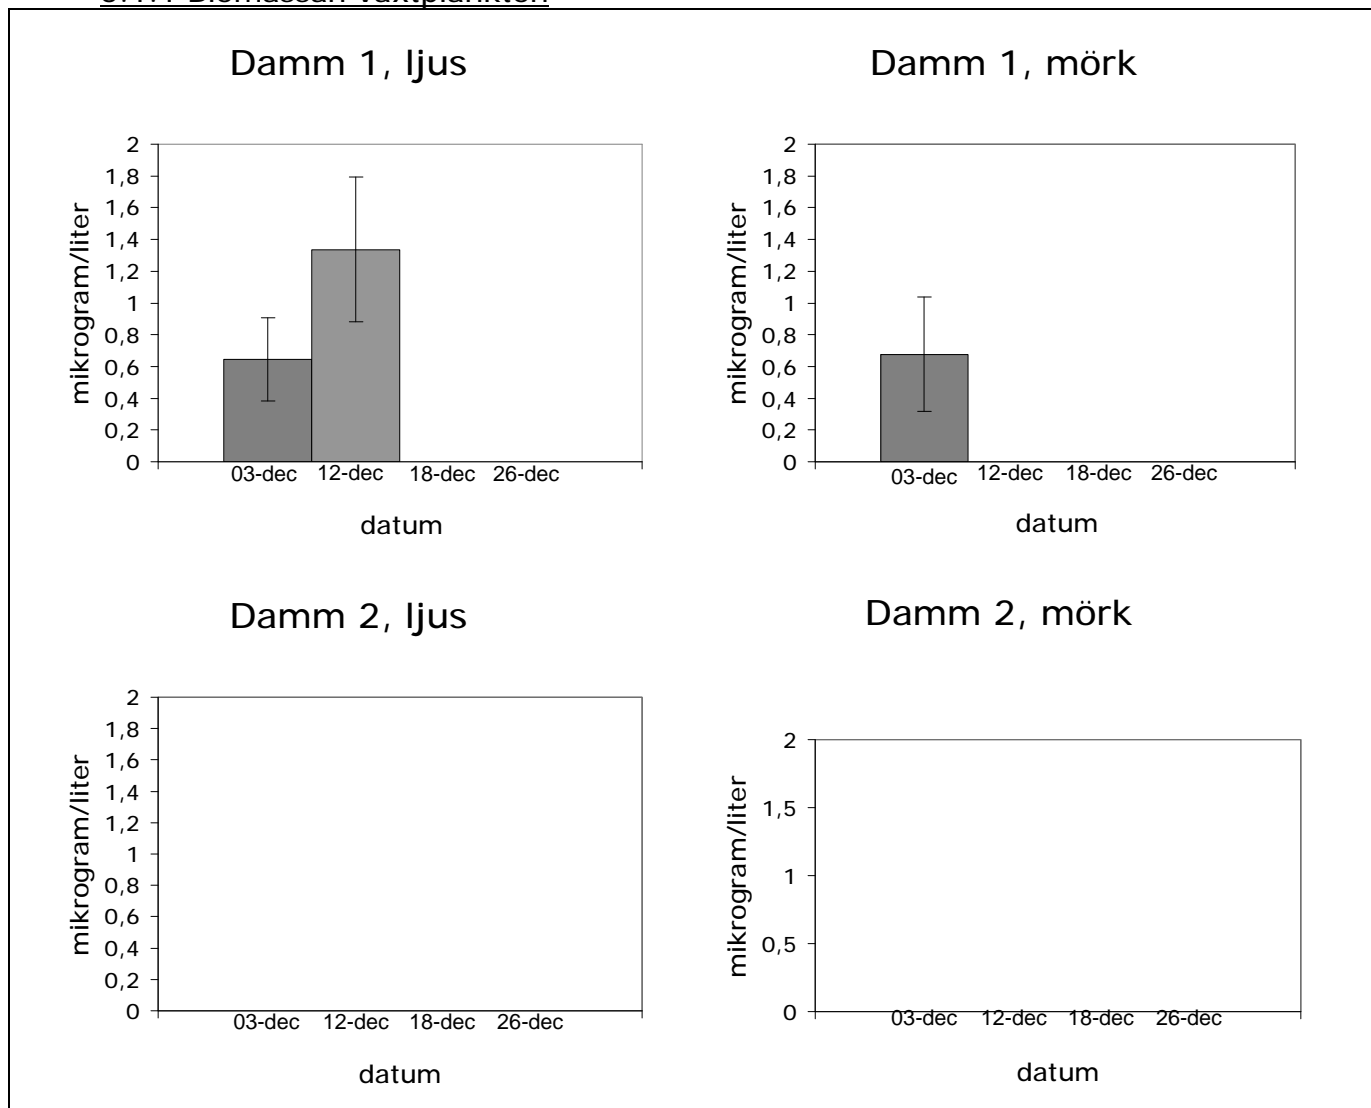 Damm 1, ljus
2
1,8
1,6
1,4
1,2
1
0,8
0,6
0,4
0,2
0
mikrogram/liter
03-dec 12-dec 18-dec 26-dec
datum
Damm 1, mörk
2
1,8
1,6
1,4
1,2
1
0,8
0,6
0,4
0,2
0
mikrogram/liter
03-dec 12-dec 18-dec 26-dec
datum
Damm 2, ljus
2
1,8
1,6
1,4
1,2
1
0,8
0,6
0,4
0,2
0
mikrogram/liter
03-dec 12-dec 18-dec 26-dec
datum
Damm 2, mörk
2
1,5
1
0,5
0
mikrogram/liter
03-dec 12-dec 18-dec 26-dec
datum